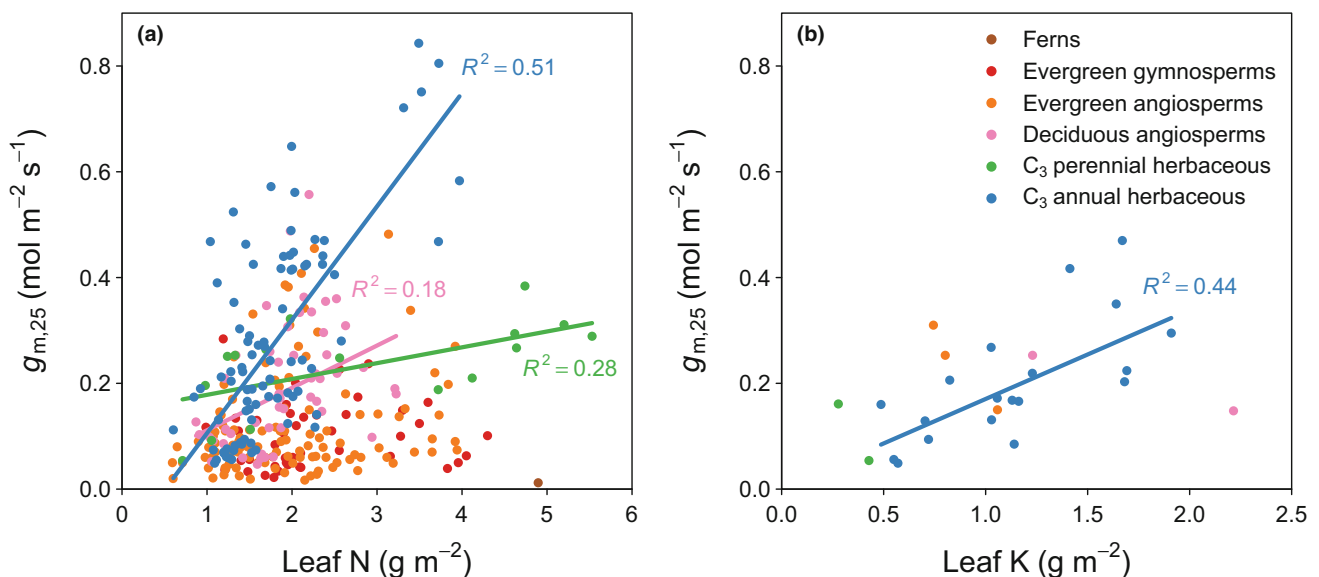 (a)
R² = 0.51
R² = 0.18
R² = 0.28
0.8
0.6
0.4
0.2
0.0
0 1 2 3 4 5 6
gm,25 (mol m⁻² s⁻¹)
Leaf N (g m⁻²)
(b)
Ferns
Evergreen gymnosperms
Evergreen angiosperms
Deciduous angiosperms
C₃ perennial herbaceous
C₃ annual herbaceous
R² = 0.44
0.8
0.6
0.4
0.2
0.0
0.0 0.5 1.0 1.5 2.0 2.5
gm,25 (mol m⁻² s⁻¹)
Leaf K (g m⁻²)